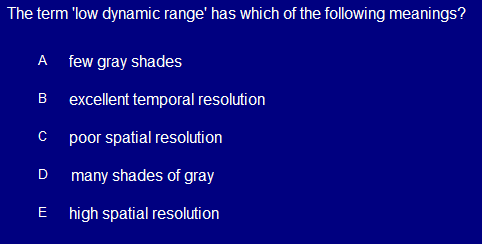 The term 'low dynamic range' has which of the following meanings?
A few gray shades
B excellent temporal resolution
C poor spatial resolution
D many shades of gray
E high spatial resolution